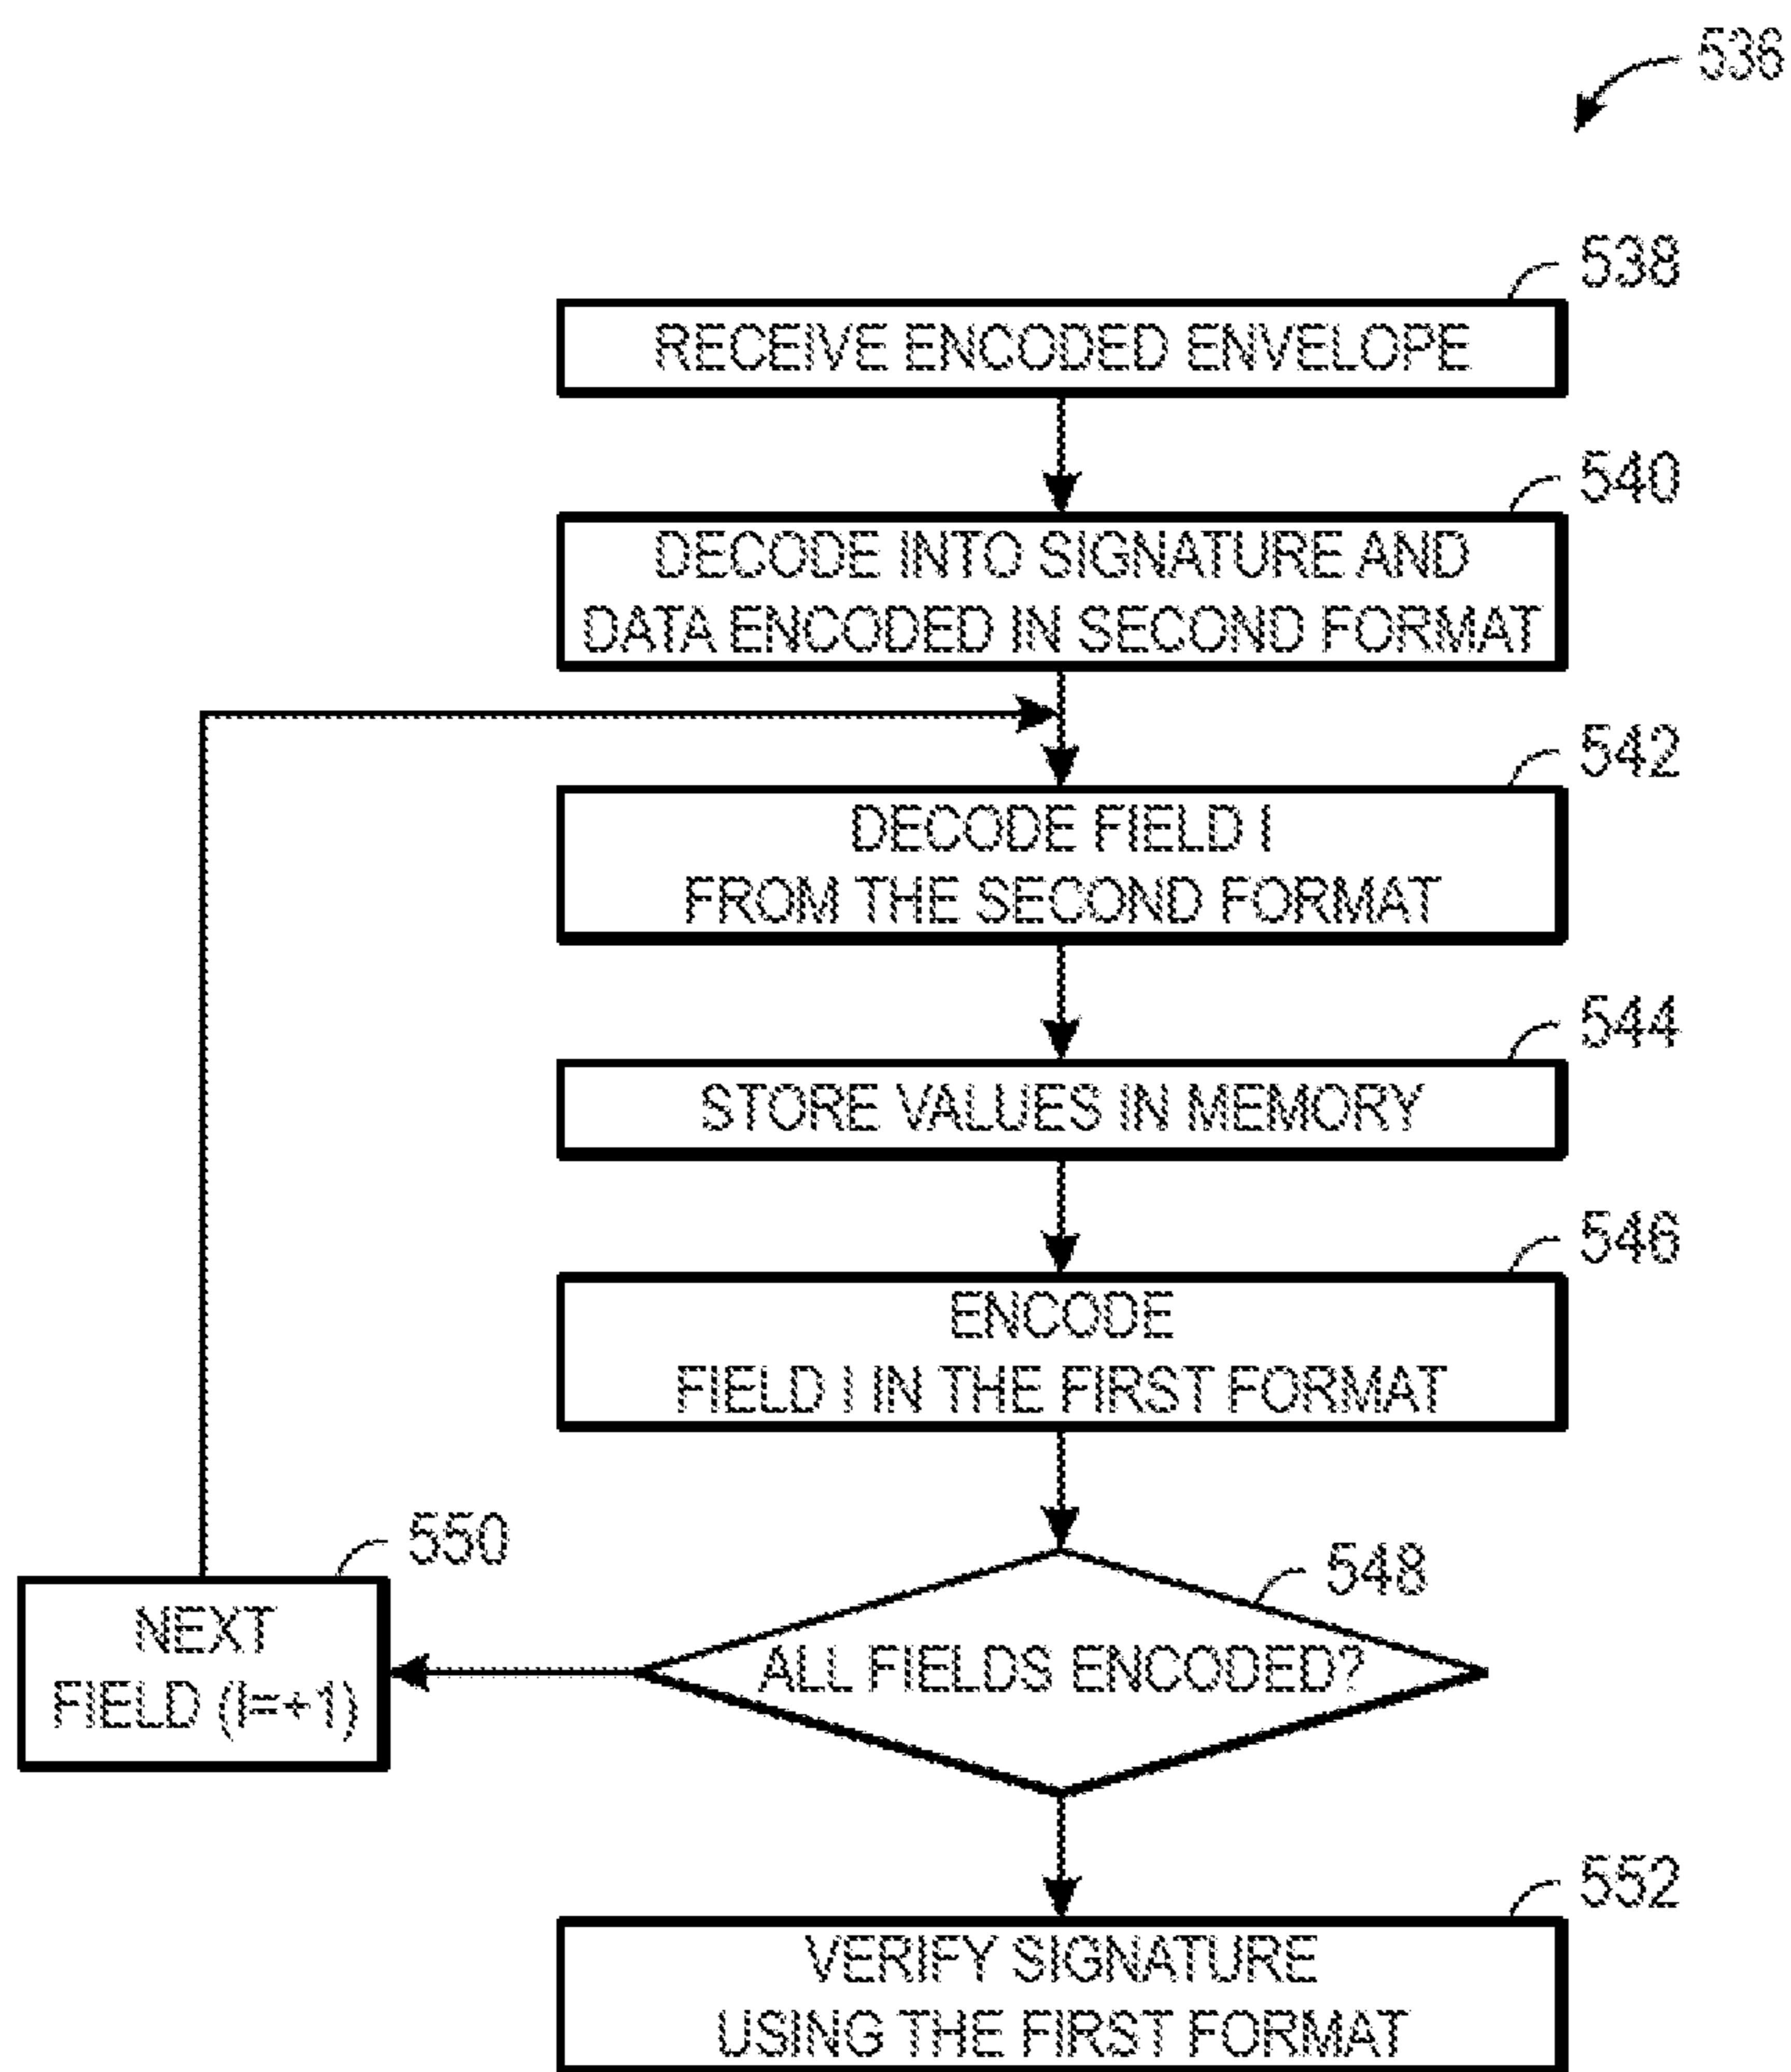 536
538
RECEIVE ENCODED ENVELOPE
540
DECODE INTO SIGNATURE AND
DATA ENCODED IN SECOND FORMAT
542
DECODE FIELD I
FROM THE SECOND FORMAT
544
STORE VALUES IN MEMORY
546
ENCODE
FIELD I IN THE FIRST FORMAT
550
NEXT
FIELD (I=+1)
548
ALL FIELDS ENCODED?
552
VERIFY SIGNATURE
USING THE FIRST FORMAT